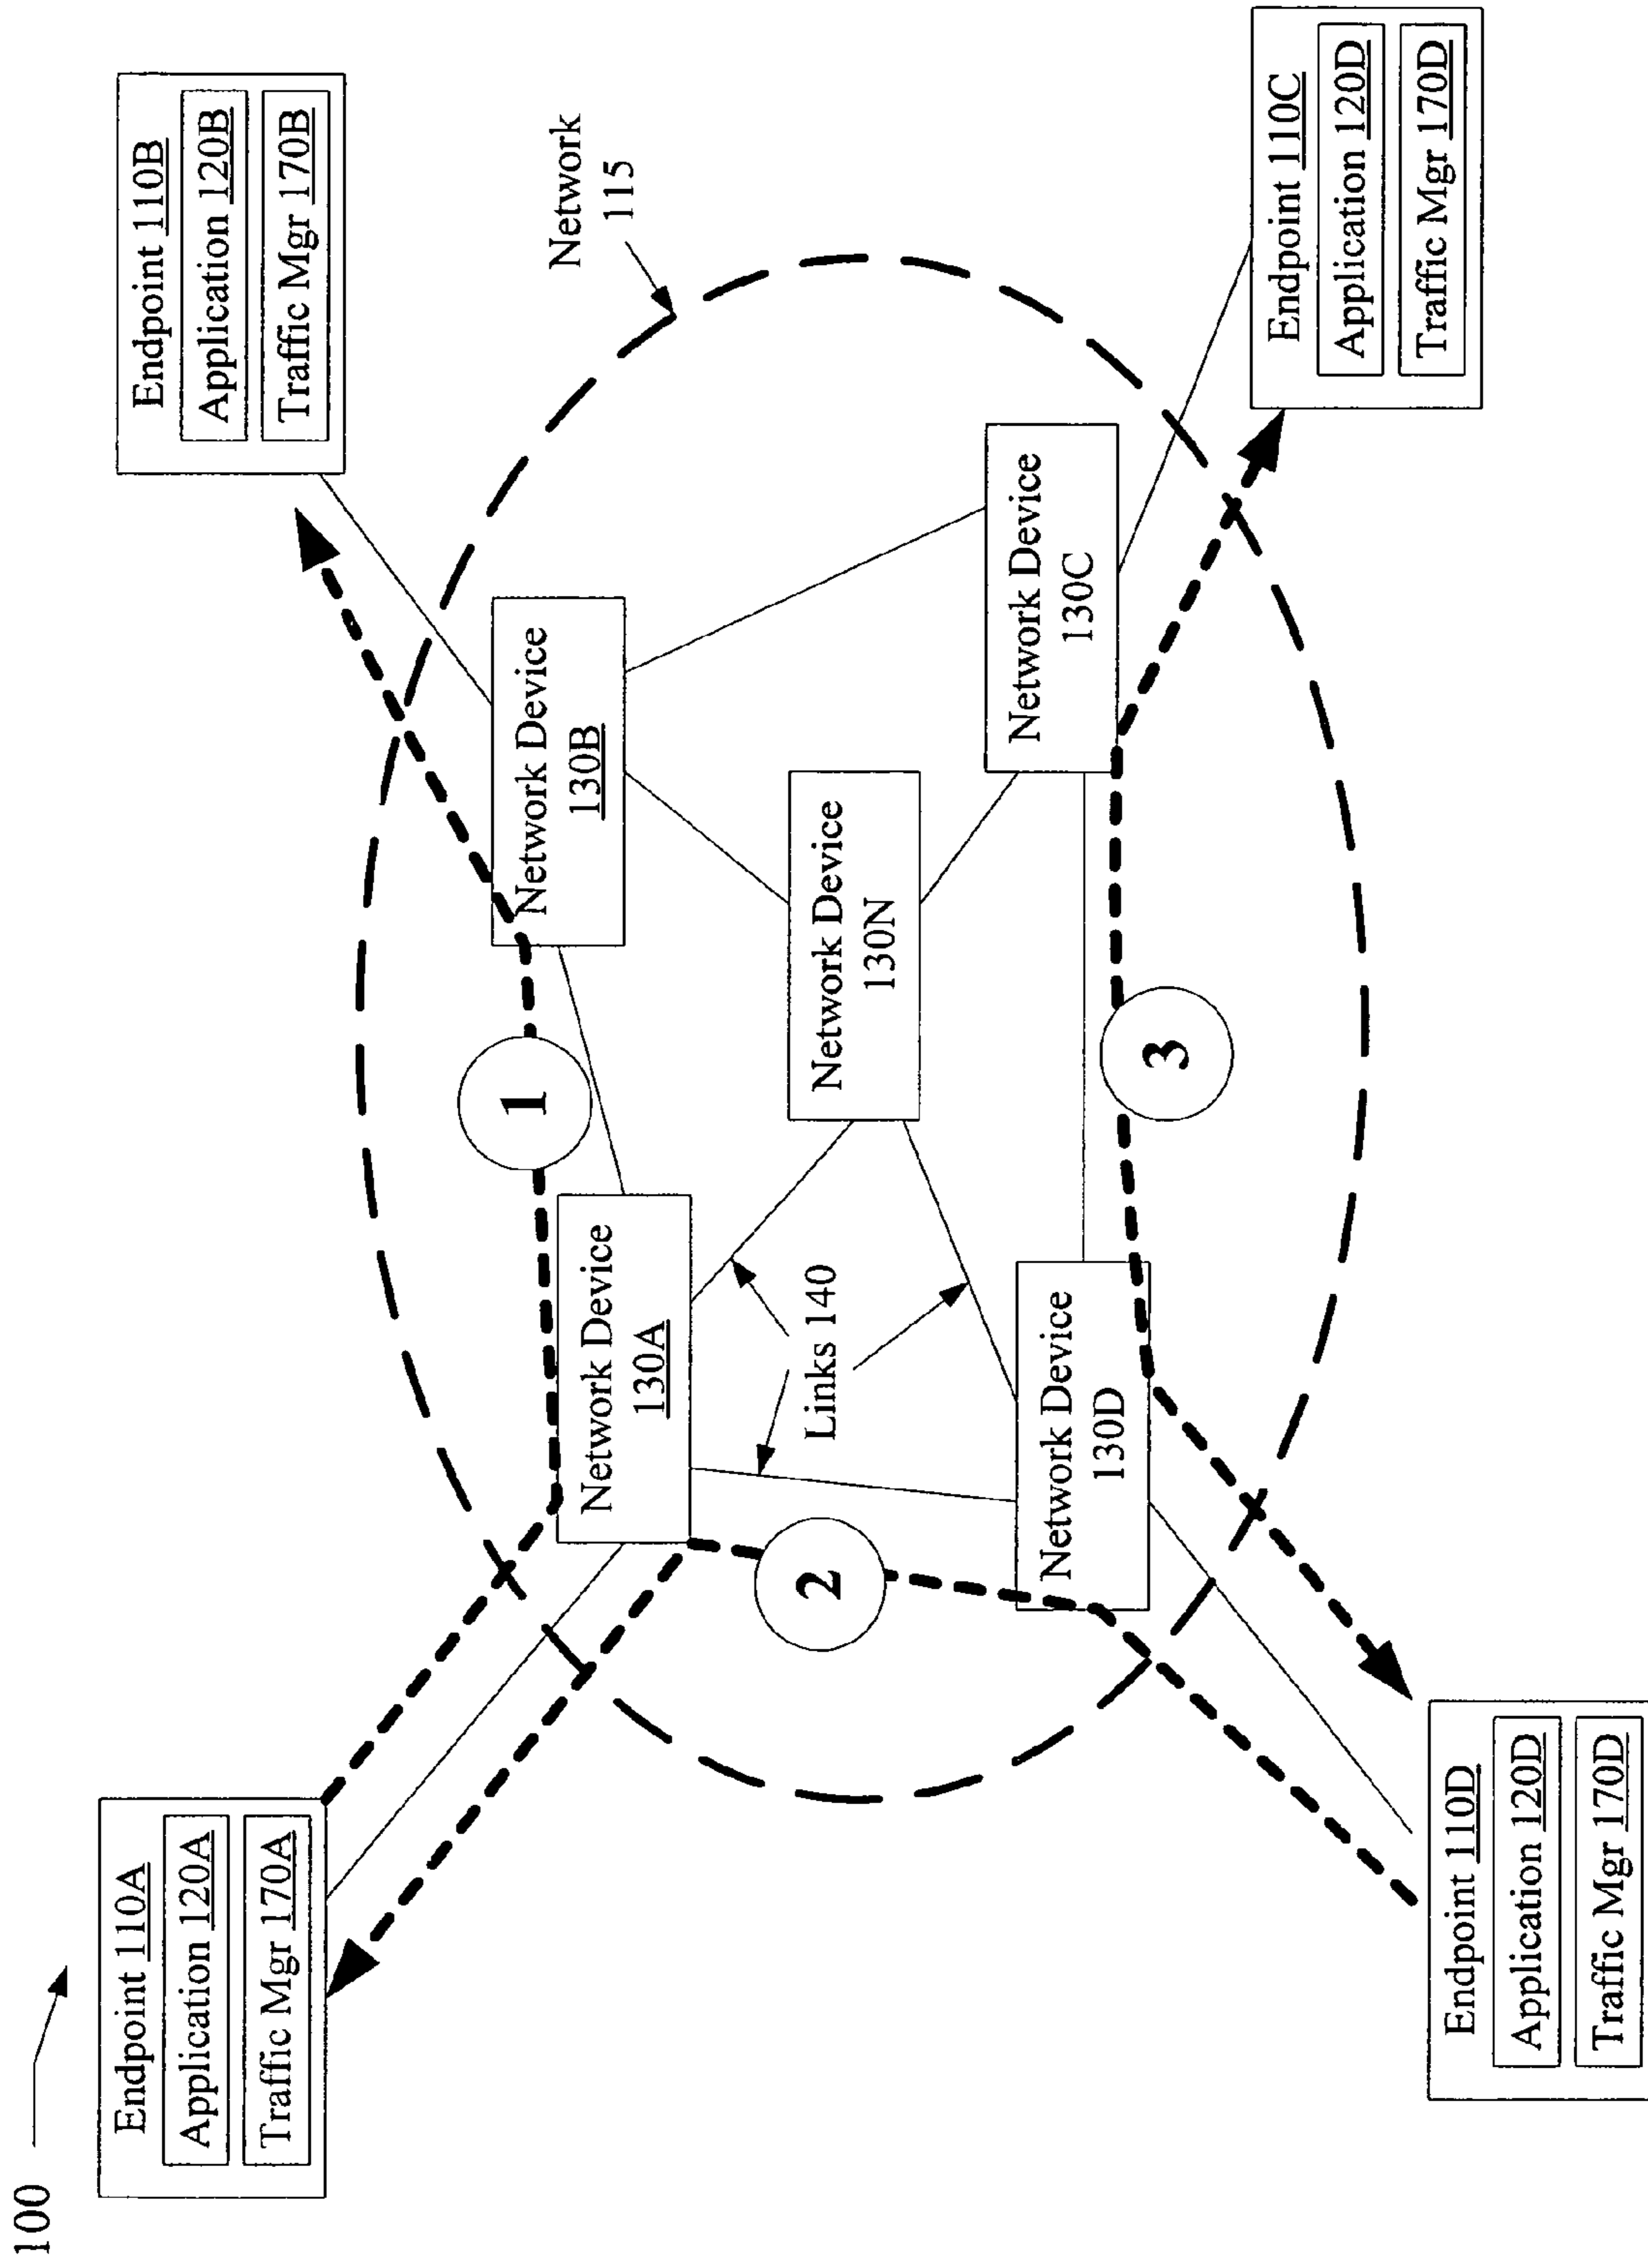 100
Endpoint 110A
Application 120A
Traffic Mgr 170A
Endpoint 110B
Application 120B
Traffic Mgr 170B
Network
115
1
Network Device
130A
Network Device
130B
2
Links 140
Network Device
130N
Network Device
130D
Network Device
130C
3
Endpoint 110D
Application 120D
Traffic Mgr 170D
Endpoint 110C
Application 120D
Traffic Mgr 170D